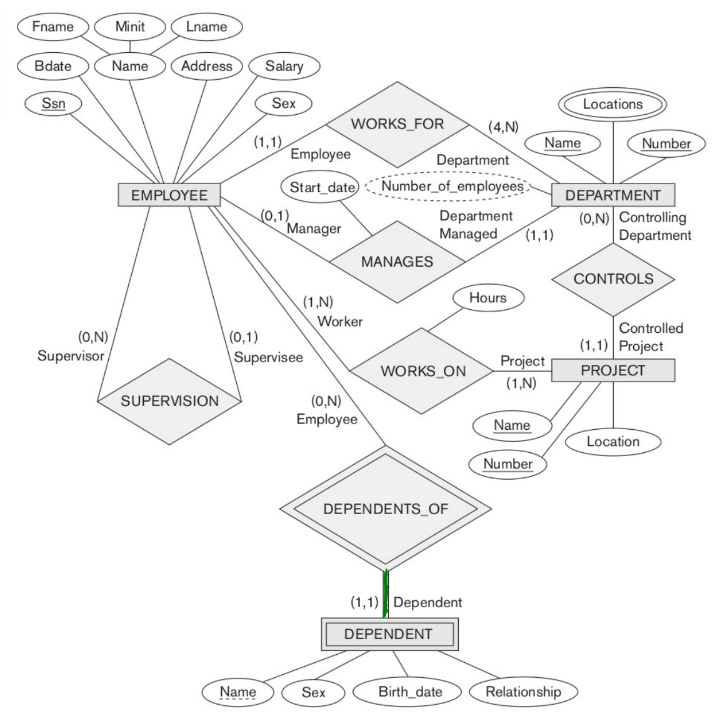 Fname
Minit
Lname
Bdate
Name
Address
Salary
Ssn
Sex
WORKS_FOR
Locations
(1,1)
Employee
(4,N)
Department
Name
Number
Start_date
Number_of_employees
EMPLOYEE
DEPARTMENT
(0,1)
Manager
Department
Managed
(1,1)
(0,N)
Controlling
Department
MANAGES
CONTROLS
(1,N)
Worker
Hours
(0,N)
Supervisor
(0,1)
Supervisee
Controlled
Project
(1,1)
WORKS_ON
Project
(1,N)
PROJECT
SUPERVISION
(0,N)
Employee
Name
Number
Location
DEPENDENTS_OF
(1,1)
Dependent
DEPENDENT
Name
Sex
Birth_date
Relationship